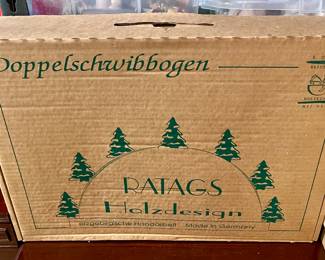 Doppelschwibbogen
RATAGS
Holzdesign
erzgebirgische Handarbeit Made in Germany